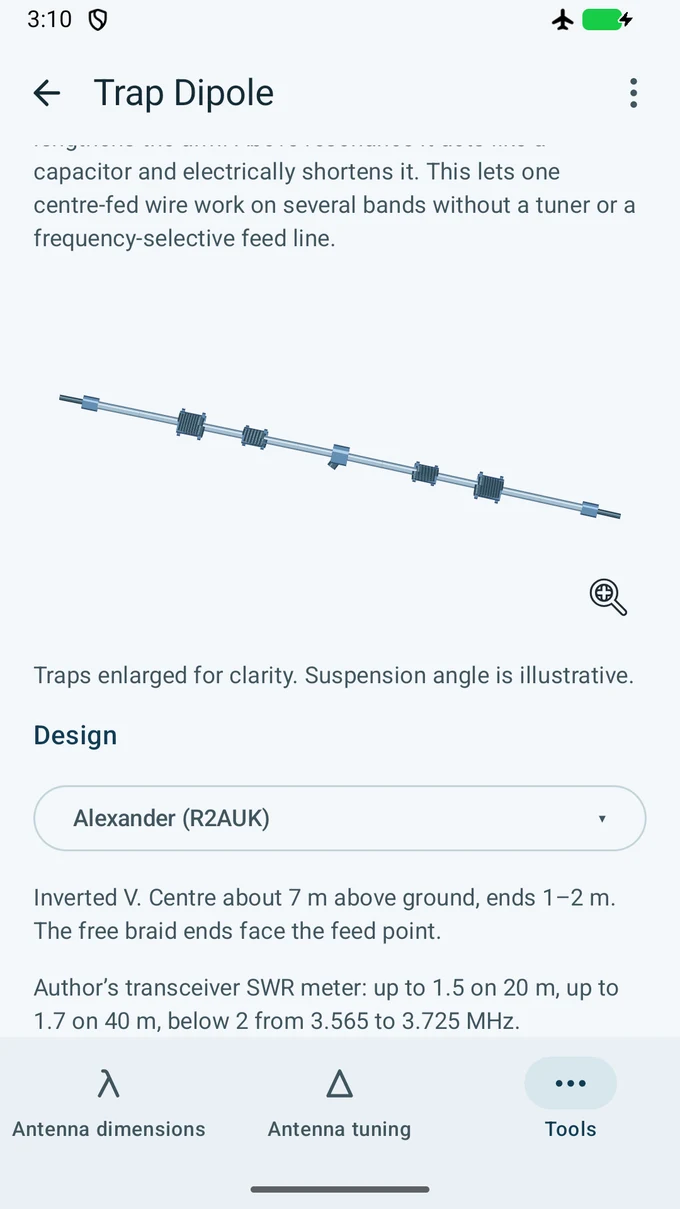 3:10
Trap Dipole
capacitor and electrically shortens it. This lets one
centre-fed wire work on several bands without a tuner or a
frequency-selective feed line.
Traps enlarged for clarity. Suspension angle is illustrative.
Design
Alexander (R2AUK)
Inverted V. Centre about 7 m above ground, ends 1–2 m.
The free braid ends face the feed point.
Author’s transceiver SWR meter: up to 1.5 on 20 m, up to
1.7 on 40 m, below 2 from 3.565 to 3.725 MHz.
λ
Antenna dimensions
Antenna tuning
Tools